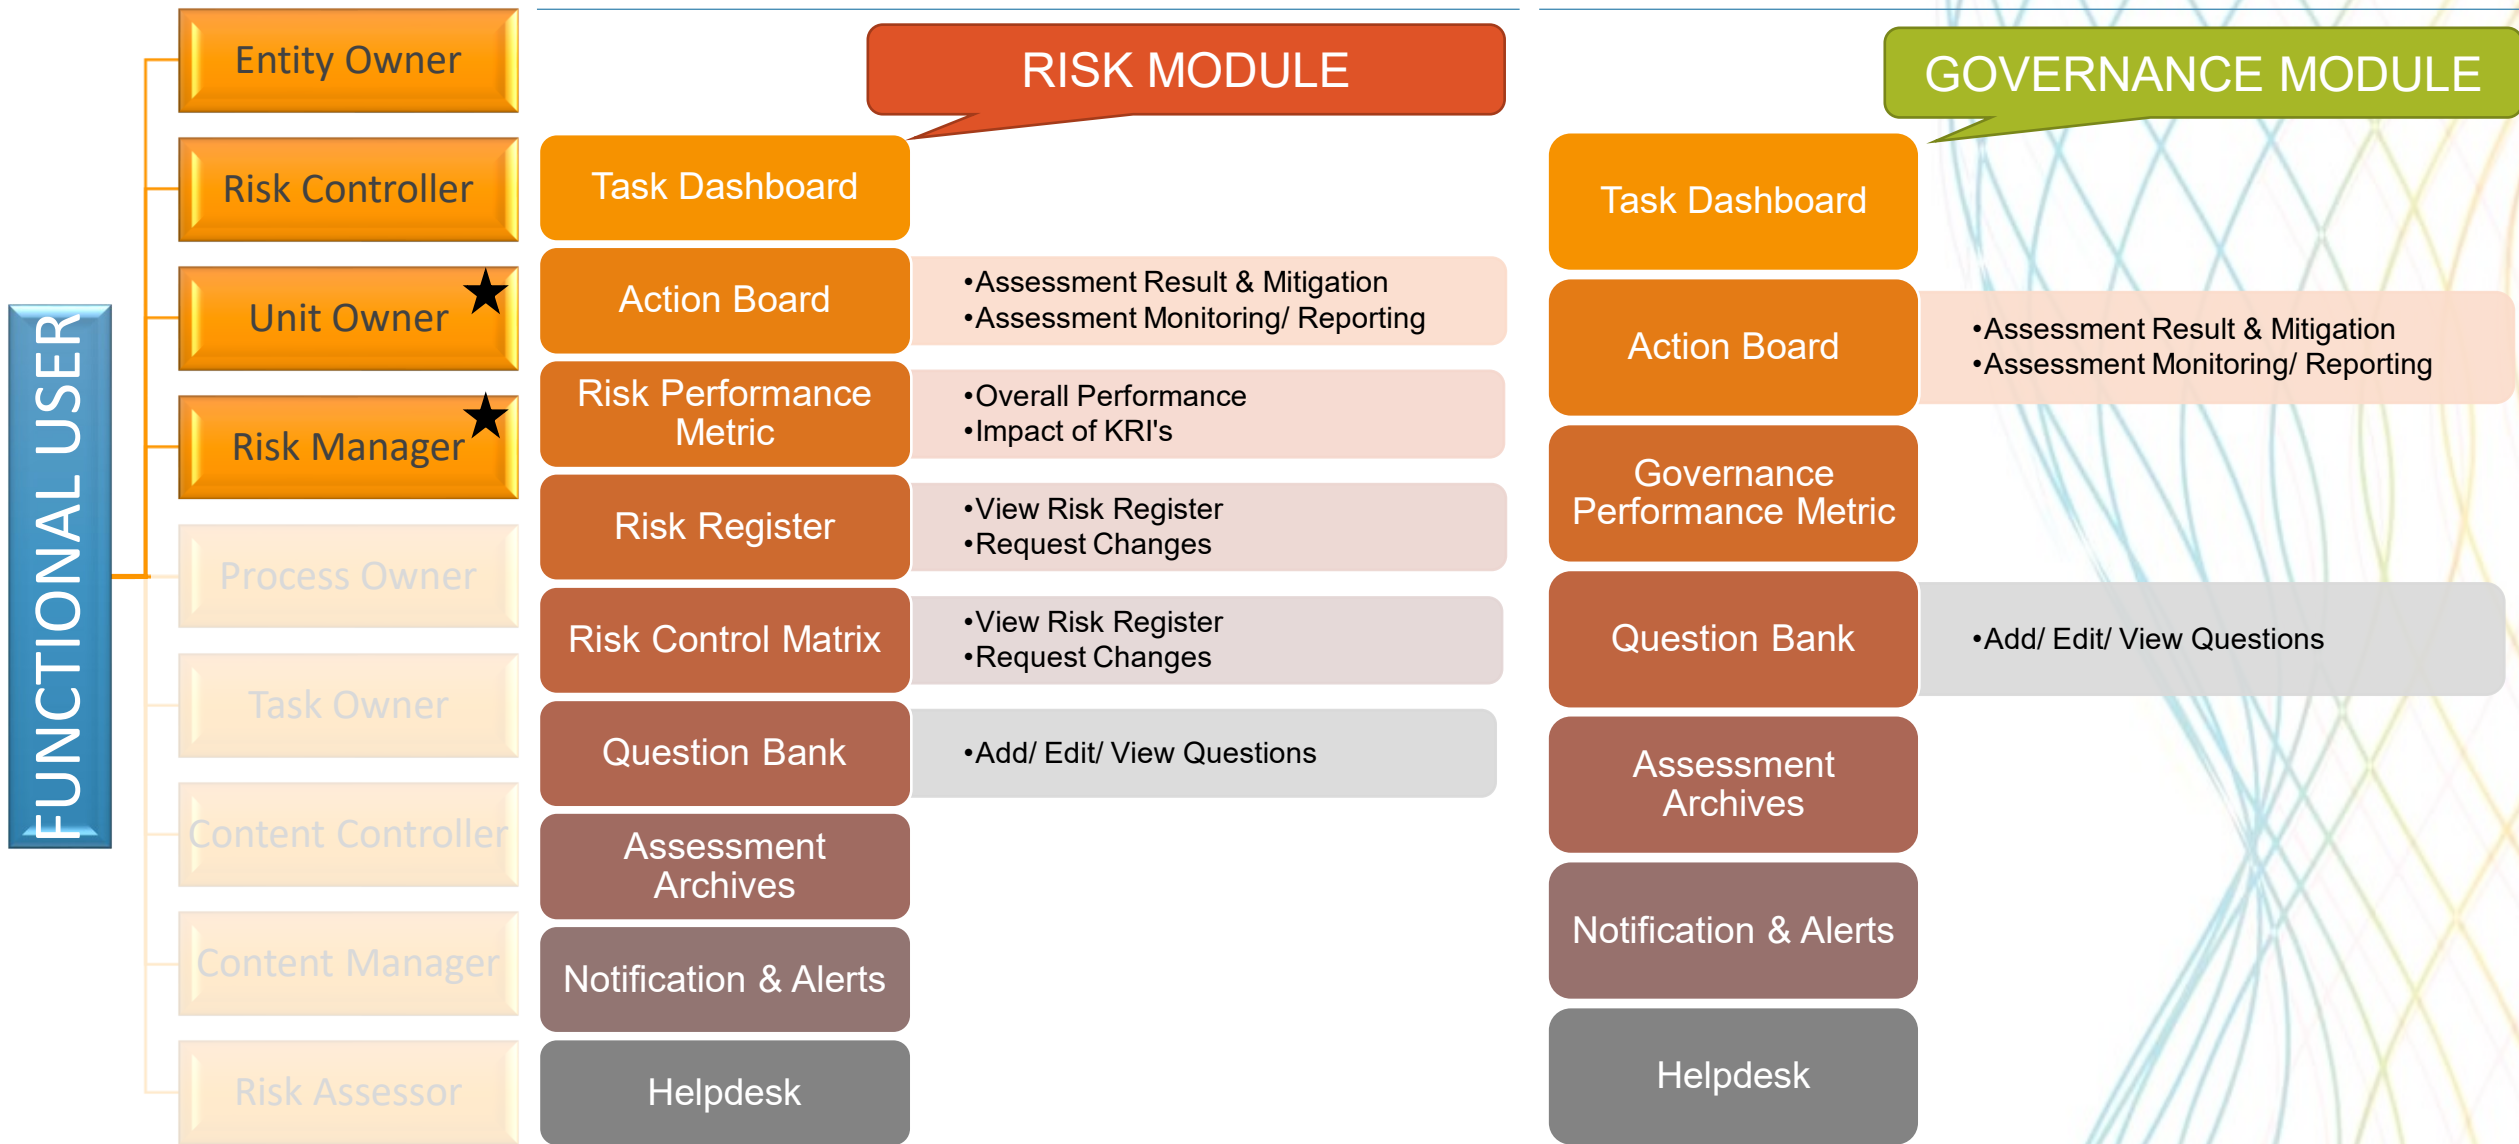 FUNCTIONAL USER
Entity Owner
Risk Controller
Unit Owner
Risk Manager
Process Owner
Task Owner
Content Controller
Content Manager
Risk Assessor
RISK MODULE
Task Dashboard
Action Board
•Assessment Result & Mitigation
•Assessment Monitoring/ Reporting
Risk Performance
Metric
•Overall Performance
•Impact of KRI's
Risk Register
•View Risk Register
•Request Changes
Risk Control Matrix
•View Risk Register
•Request Changes
Question Bank
•Add/ Edit/ View Questions
Assessment
Archives
Notification & Alerts
Helpdesk
GOVERNANCE MODULE
Task Dashboard
Action Board
•Assessment Result & Mitigation
•Assessment Monitoring/ Reporting
Governance
Performance Metric
Question Bank
•Add/ Edit/ View Questions
Assessment
Archives
Notification & Alerts
Helpdesk